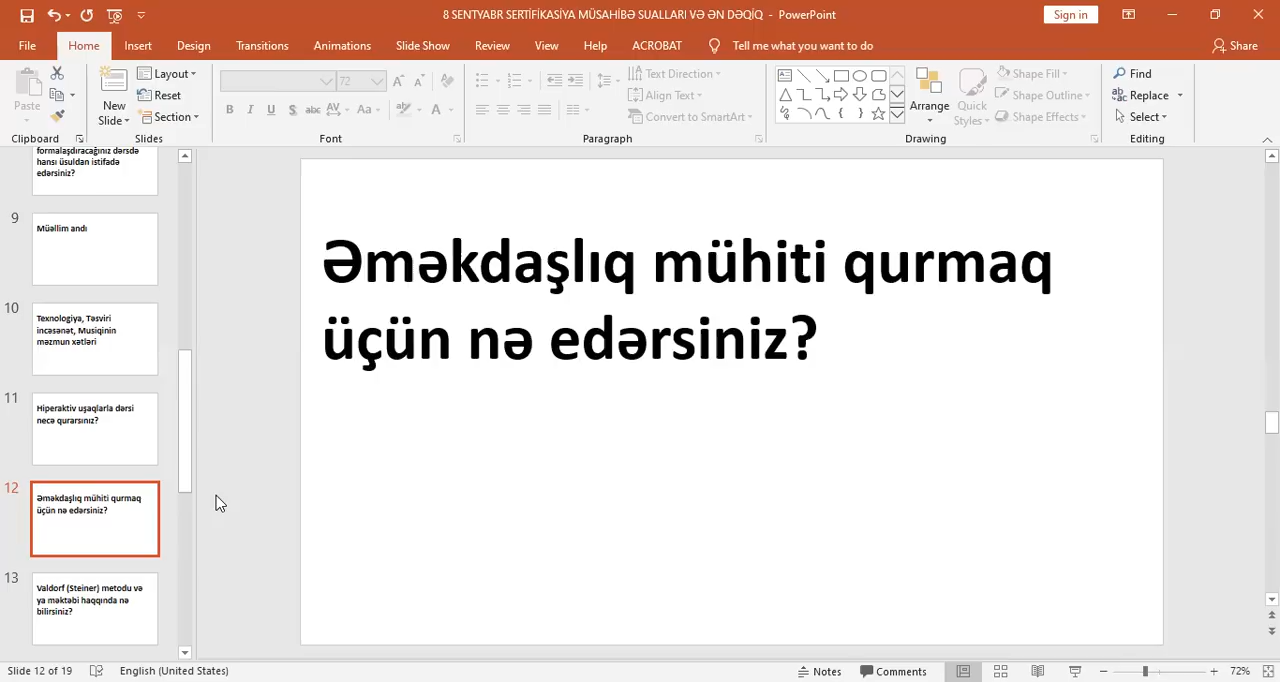 8 SENTYABR SERTİFİKASİYA MÜSAHİBƏ SUALLARI VƏ ƏN DƏQİQ - PowerPoint
Sign in
File Home Insert Design Transitions Animations Slide Show Review View Help ACROBAT Tell me what you want to do Share
Paste
New Slide
Layout
Reset
Section
72
B I U S abc AV Aa A
Text Direction
Align Text
Convert to SmartArt
Arrange
Quick Styles
Shape Fill
Shape Outline
Shape Effects
Find
Replace
Select
Clipboard Slides Font Paragraph Drawing Editing
formalaşdıracağınız dərsdə
hansı üsuldan istifadə
edərsiniz?
9
Müəllim andı
10
Texnologiya, Təsviri
incəsənət, Musiqinin
məzmun xətləri
11
Hiperaktiv uşaqlarla dərsi
necə qurarsınız?
12
Əməkdaşlıq mühiti qurmaq
üçün nə edərsiniz?
13
Valdorf (Steiner) metodu və
ya məktəbi haqqında nə
bilirsiniz?
Əməkdaşlıq mühiti qurmaq
üçün nə edərsiniz?
Slide 12 of 19 English (United States) Notes Comments 72%